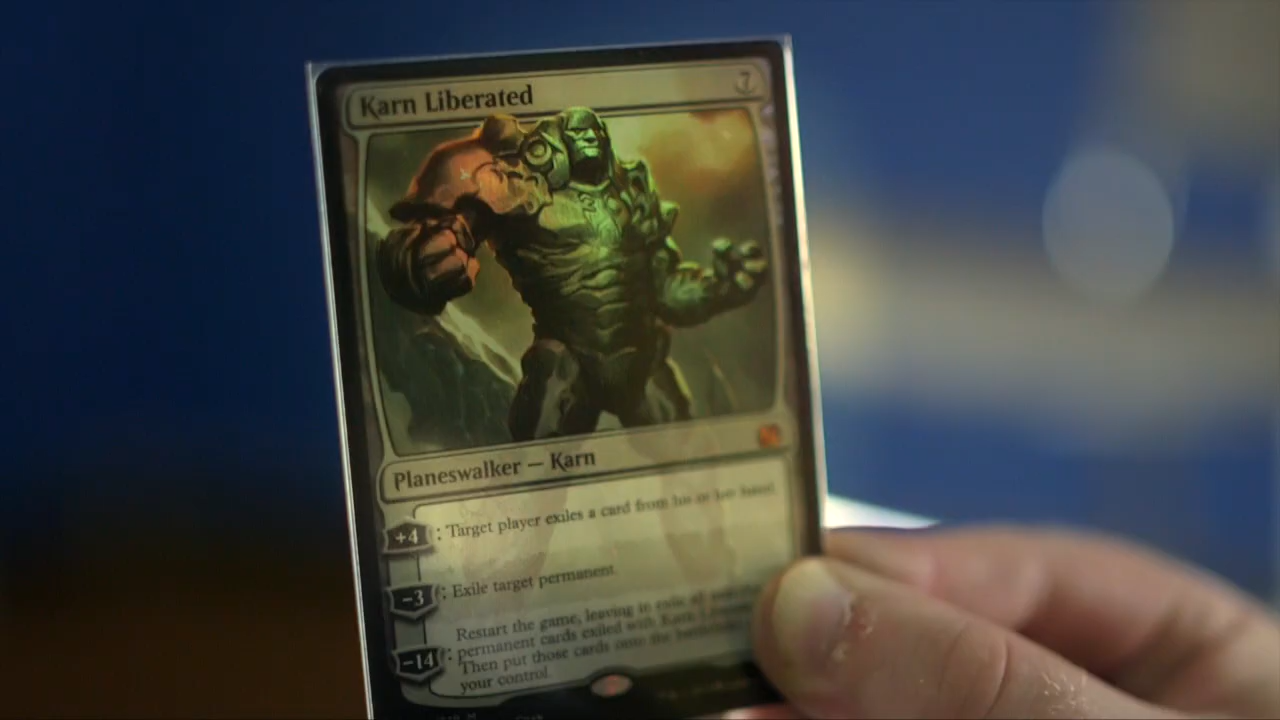 Karn Liberated 7
Planeswalker — Karn
+4 : Target player exiles a card from his or her hand.
−3 : Exile target permanent.
Restart the game, leaving in exile all
−14 : permanent cards exiled with Karn
Then put those cards onto the
your control.